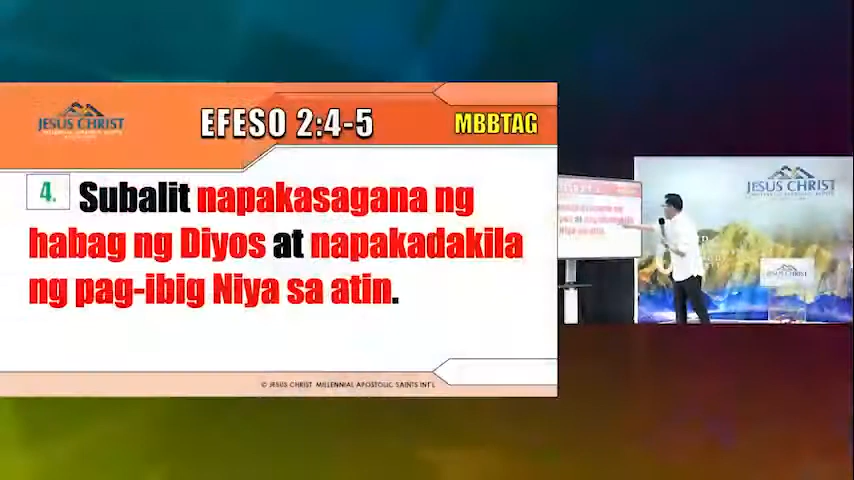 JESUS CHRIST
EFESO 2:4-5
MBBTAG
4. Subalit napakasagana ng
habag ng Diyos at napakadakila
ng pag-ibig Niya sa atin.
© JESUS CHRIST MILLENNIAL APOSTOLIC SAINTS INT'L
JESUS CHRIST